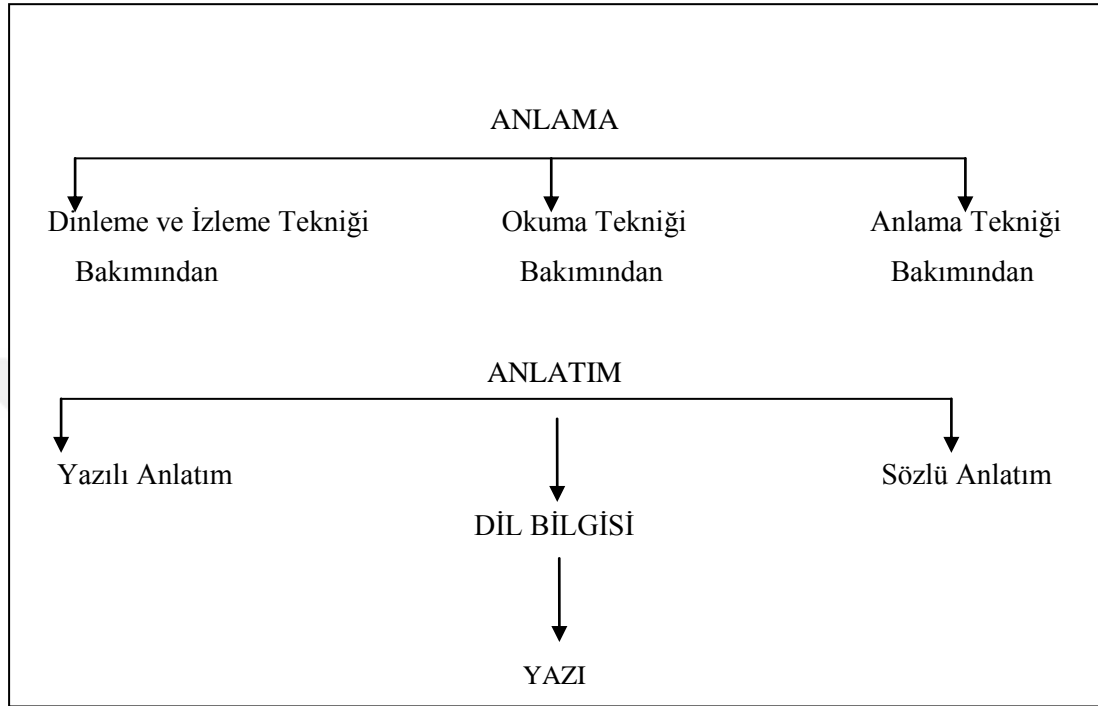 ANLAMA
Dinleme ve İzleme Tekniği Okuma Tekniği Anlama Tekniği
Bakımından Bakımından Bakımından
ANLATIM
Yazılı Anlatım Sözlü Anlatım
DİL BİLGİSİ
YAZI